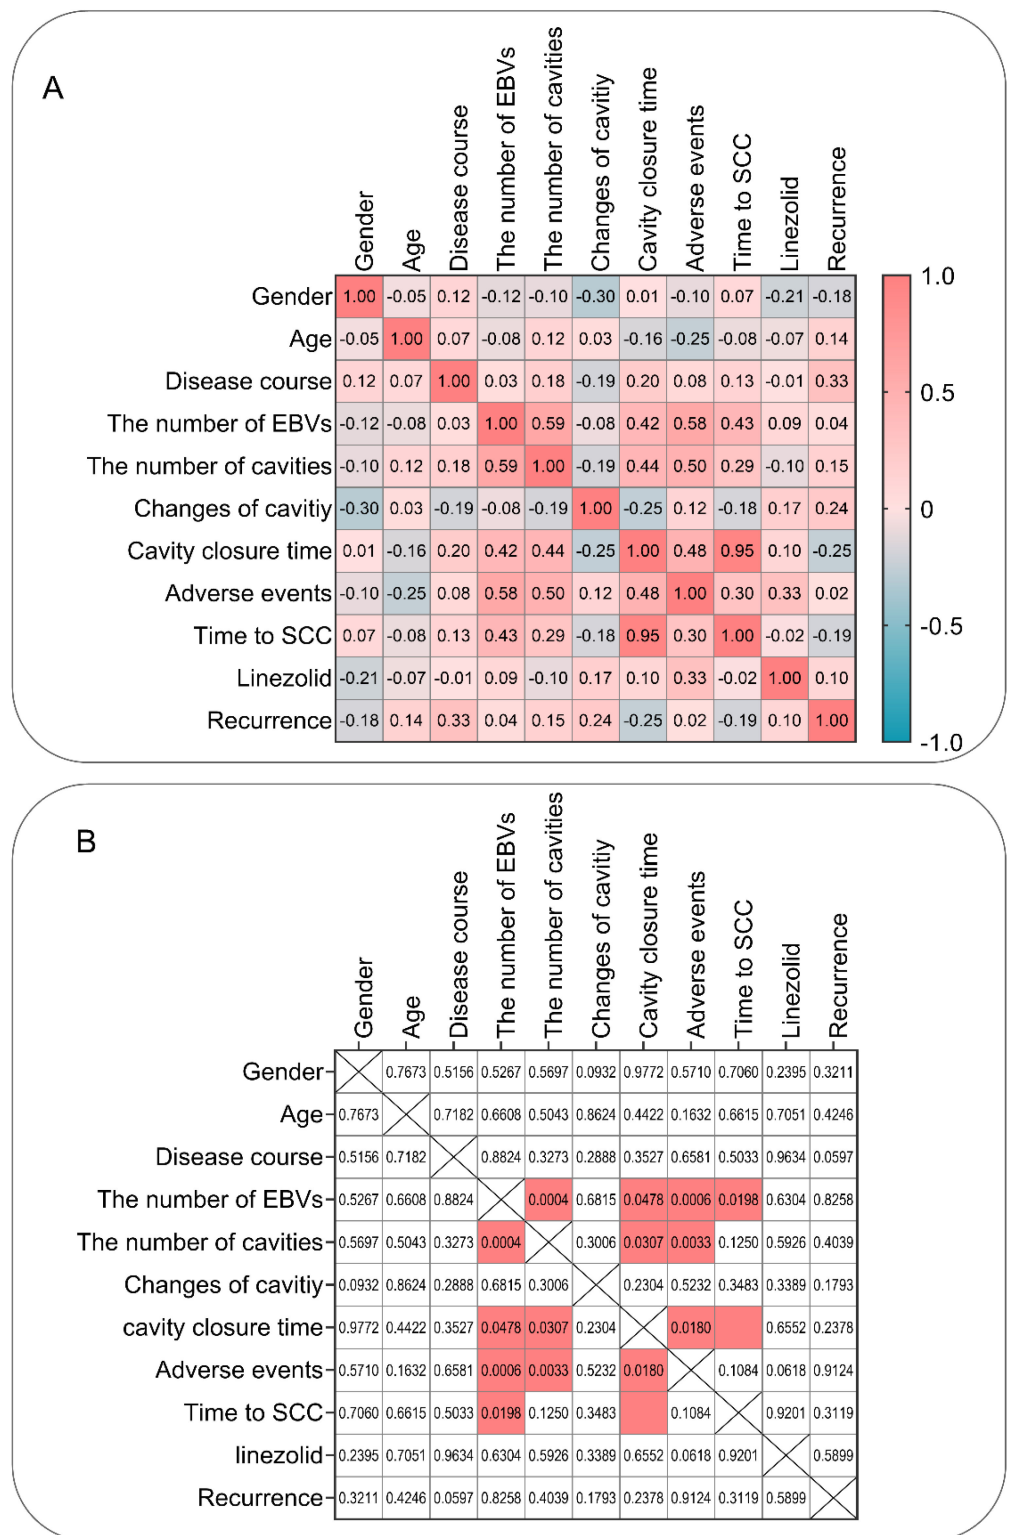 A
Gender
Age
Disease course
The number of EBVs
The number of cavities
Changes of cavitiy
Cavity closure time
Adverse events
Time to SCC
Linezolid
Recurrence
Gender 1.00 -0.05 0.12 -0.12 -0.10 -0.30 0.01 -0.10 0.07 -0.21 -0.18
Age -0.05 1.00 0.07 -0.08 0.12 0.03 -0.16 -0.25 -0.08 -0.07 0.14
Disease course 0.12 0.07 1.00 0.03 0.18 -0.19 0.20 0.08 0.13 -0.01 0.33
The number of EBVs -0.12 -0.08 0.03 1.00 0.59 -0.08 0.42 0.58 0.43 0.09 0.04
The number of cavities -0.10 0.12 0.18 0.59 1.00 -0.19 0.44 0.50 0.29 -0.10 0.15
Changes of cavitiy -0.30 0.03 -0.19 -0.08 -0.19 1.00 -0.25 0.12 -0.18 0.17 0.24
Cavity closure time 0.01 -0.16 0.20 0.42 0.44 -0.25 1.00 0.48 0.95 0.10 -0.25
Adverse events -0.10 -0.25 0.08 0.58 0.50 0.12 0.48 1.00 0.30 0.33 0.02
Time to SCC 0.07 -0.08 0.13 0.43 0.29 -0.18 0.95 0.30 1.00 -0.02 -0.19
Linezolid -0.21 -0.07 -0.01 0.09 -0.10 0.17 0.10 0.33 -0.02 1.00 0.10
Recurrence -0.18 0.14 0.33 0.04 0.15 0.24 -0.25 0.02 -0.19 0.10 1.00
1.0
0.5
0
-0.5
-1.0
B
Gender
Age
Disease course
The number of EBVs
The number of cavities
Changes of cavitiy
Cavity closure time
Adverse events
Time to SCC
Linezolid
Recurrence
Gender 0.7673 0.5156 0.5267 0.5697 0.0932 0.9772 0.5710 0.7060 0.2395 0.3211
Age 0.7673 0.7182 0.6608 0.5043 0.8624 0.4422 0.1632 0.6615 0.7051 0.4246
Disease course 0.5156 0.7182 0.8824 0.3273 0.2888 0.3527 0.6581 0.5033 0.9634 0.0597
The number of EBVs 0.5267 0.6608 0.8824 0.0004 0.6815 0.0478 0.0006 0.0198 0.6304 0.8258
The number of cavities 0.5697 0.5043 0.3273 0.0004 0.3006 0.0307 0.0033 0.1250 0.5926 0.4039
Changes of cavitiy 0.0932 0.8624 0.2888 0.6815 0.3006 0.2304 0.5232 0.3483 0.3389 0.1793
cavity closure time 0.9772 0.4422 0.3527 0.0478 0.0307 0.2304 0.0180 0.6552 0.2378
Adverse events 0.5710 0.1632 0.6581 0.0006 0.0033 0.5232 0.0180 0.1084 0.0618 0.9124
Time to SCC 0.7060 0.6615 0.5033 0.0198 0.1250 0.3483 0.1084 0.9201 0.3119
linezolid 0.2395 0.7051 0.9634 0.6304 0.5926 0.3389 0.6552 0.0618 0.9201 0.5899
Recurrence 0.3211 0.4246 0.0597 0.8258 0.4039 0.1793 0.2378 0.9124 0.3119 0.5899